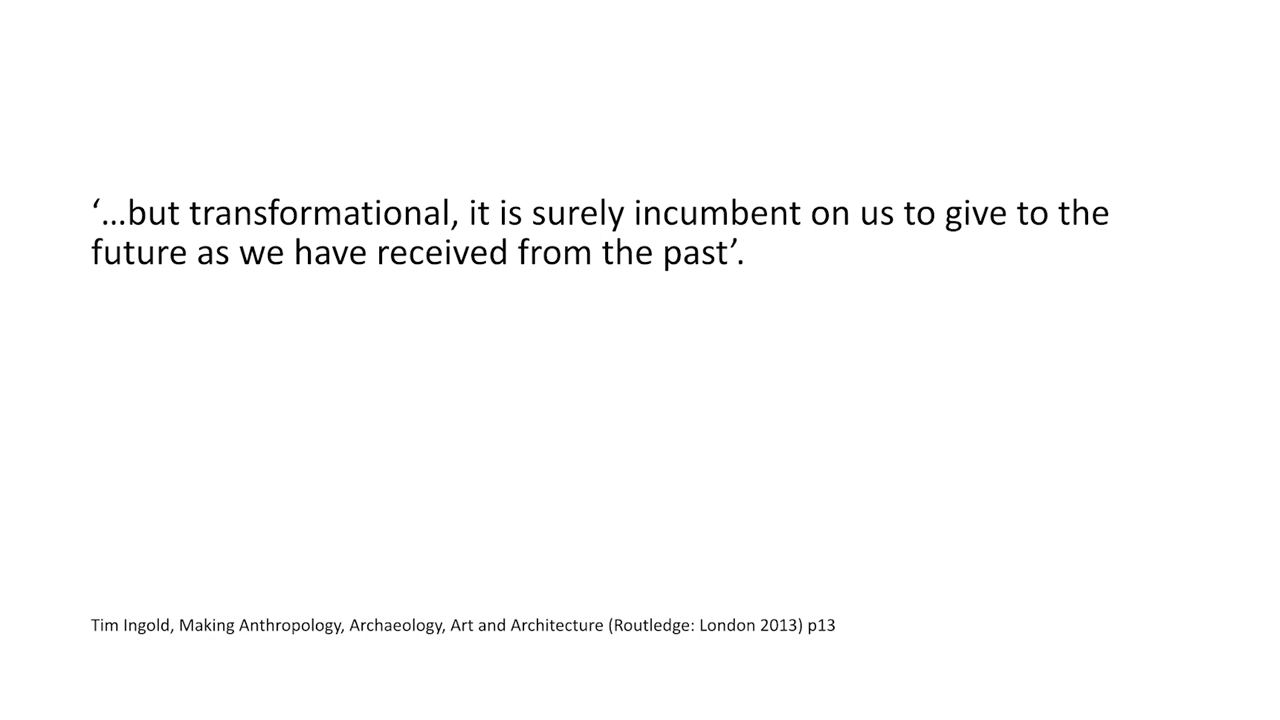 ‘…but transformational, it is surely incumbent on us to give to the
future as we have received from the past’.
Tim Ingold, Making Anthropology, Archaeology, Art and Architecture (Routledge: London 2013) p13